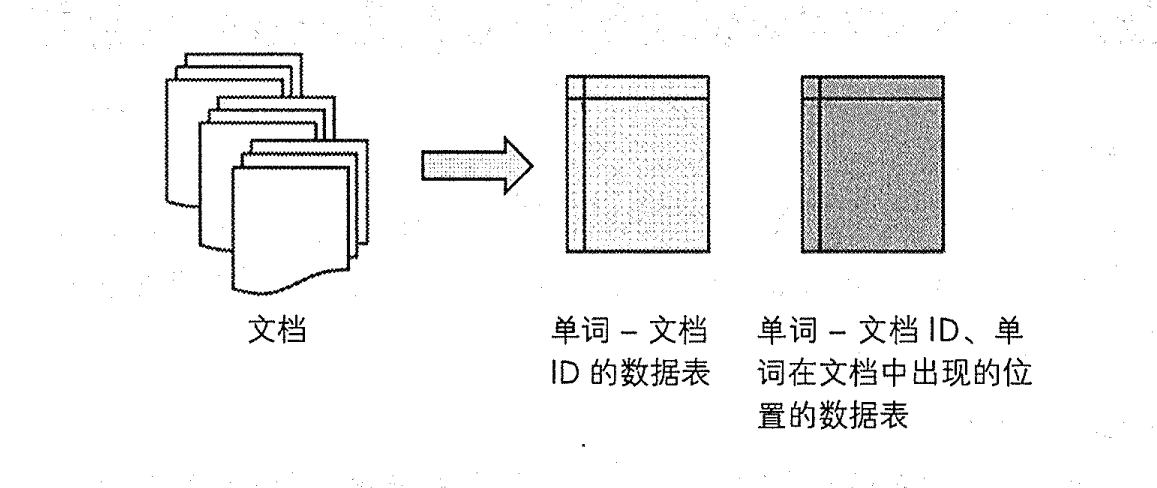 文档
单词 – 文档
ID 的数据表
单词 – 文档 ID、单
词在文档中出现的位
置的数据表